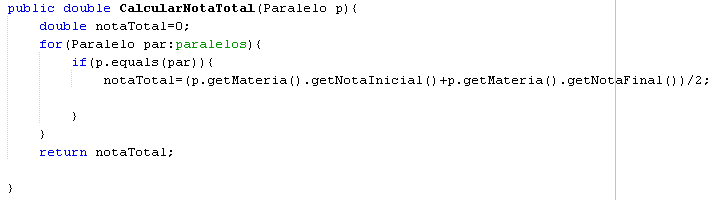 public double CalcularNotaTotal(Paralelo p){
    double notaTotal=0;
    for(Paralelo par:paralelos){
        if(p.equals(par)){
            notaTotal=(p.getMateria().getNotaInicial()+p.getMateria().getNotaFinal())/2;
        }
    }
    return notaTotal;
}